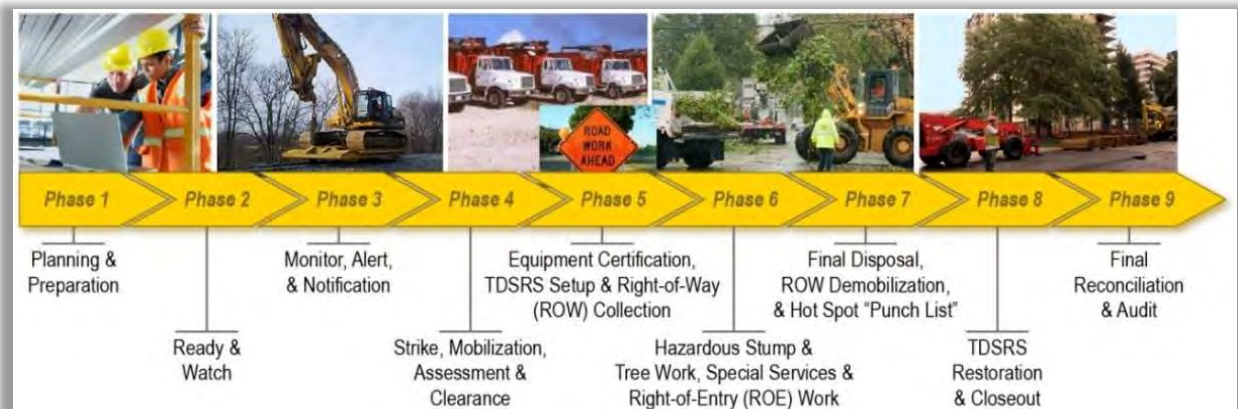 ROAD
WORK
AHEAD
Phase 1
Phase 2
Phase 3
Phase 4
Phase 5
Phase 6
Phase 7
Phase 8
Phase 9
Planning &
Preparation
Ready &
Watch
Monitor, Alert,
& Notification
Strike, Mobilization,
Assessment &
Clearance
Equipment Certification,
TDSRS Setup & Right-of-Way
(ROW) Collection
Hazardous Stump &
Tree Work, Special Services &
Right-of-Entry (ROE) Work
Final Disposal,
ROW Demobilization,
& Hot Spot “Punch List”
TDSRS
Restoration
& Closeout
Final
Reconciliation
& Audit